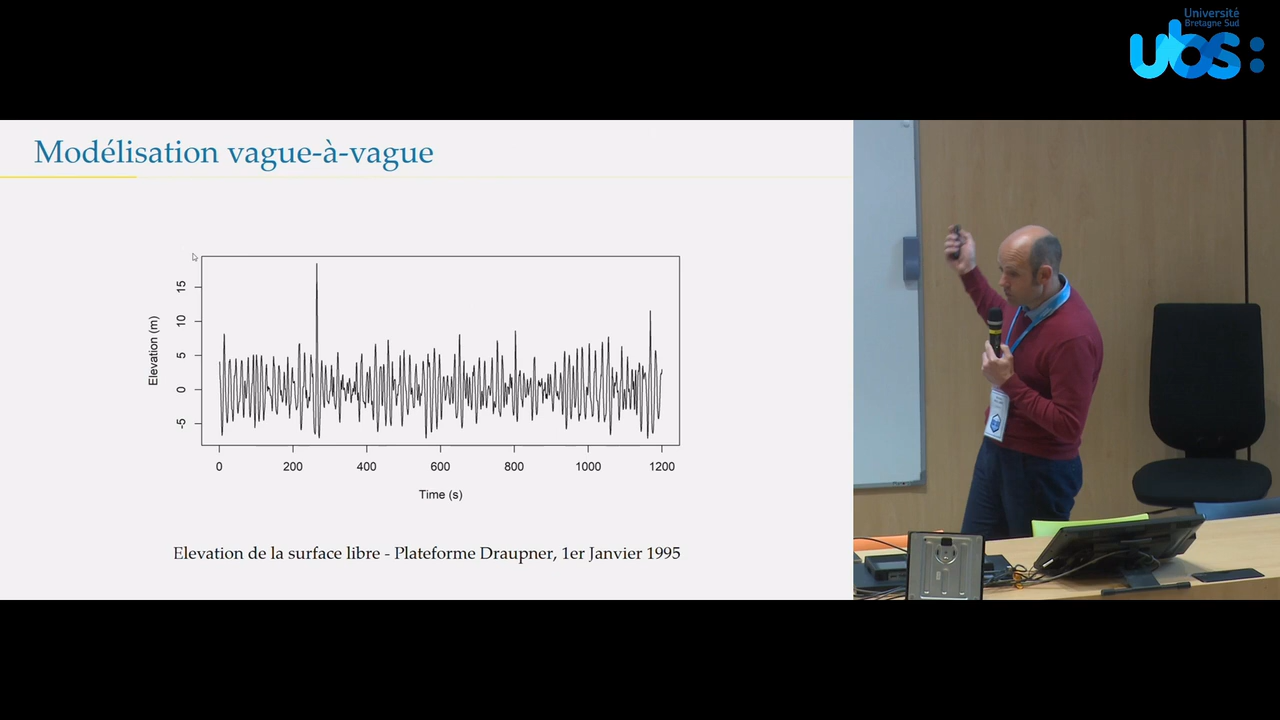 Université
Bretagne Sud
ubs:
Modélisation vague-à-vague
Elevation (m)
15
10
5
0
-5
0 200 400 600 800 1000 1200
Time (s)
Elevation de la surface libre - Plateforme Draupner, 1er Janvier 1995